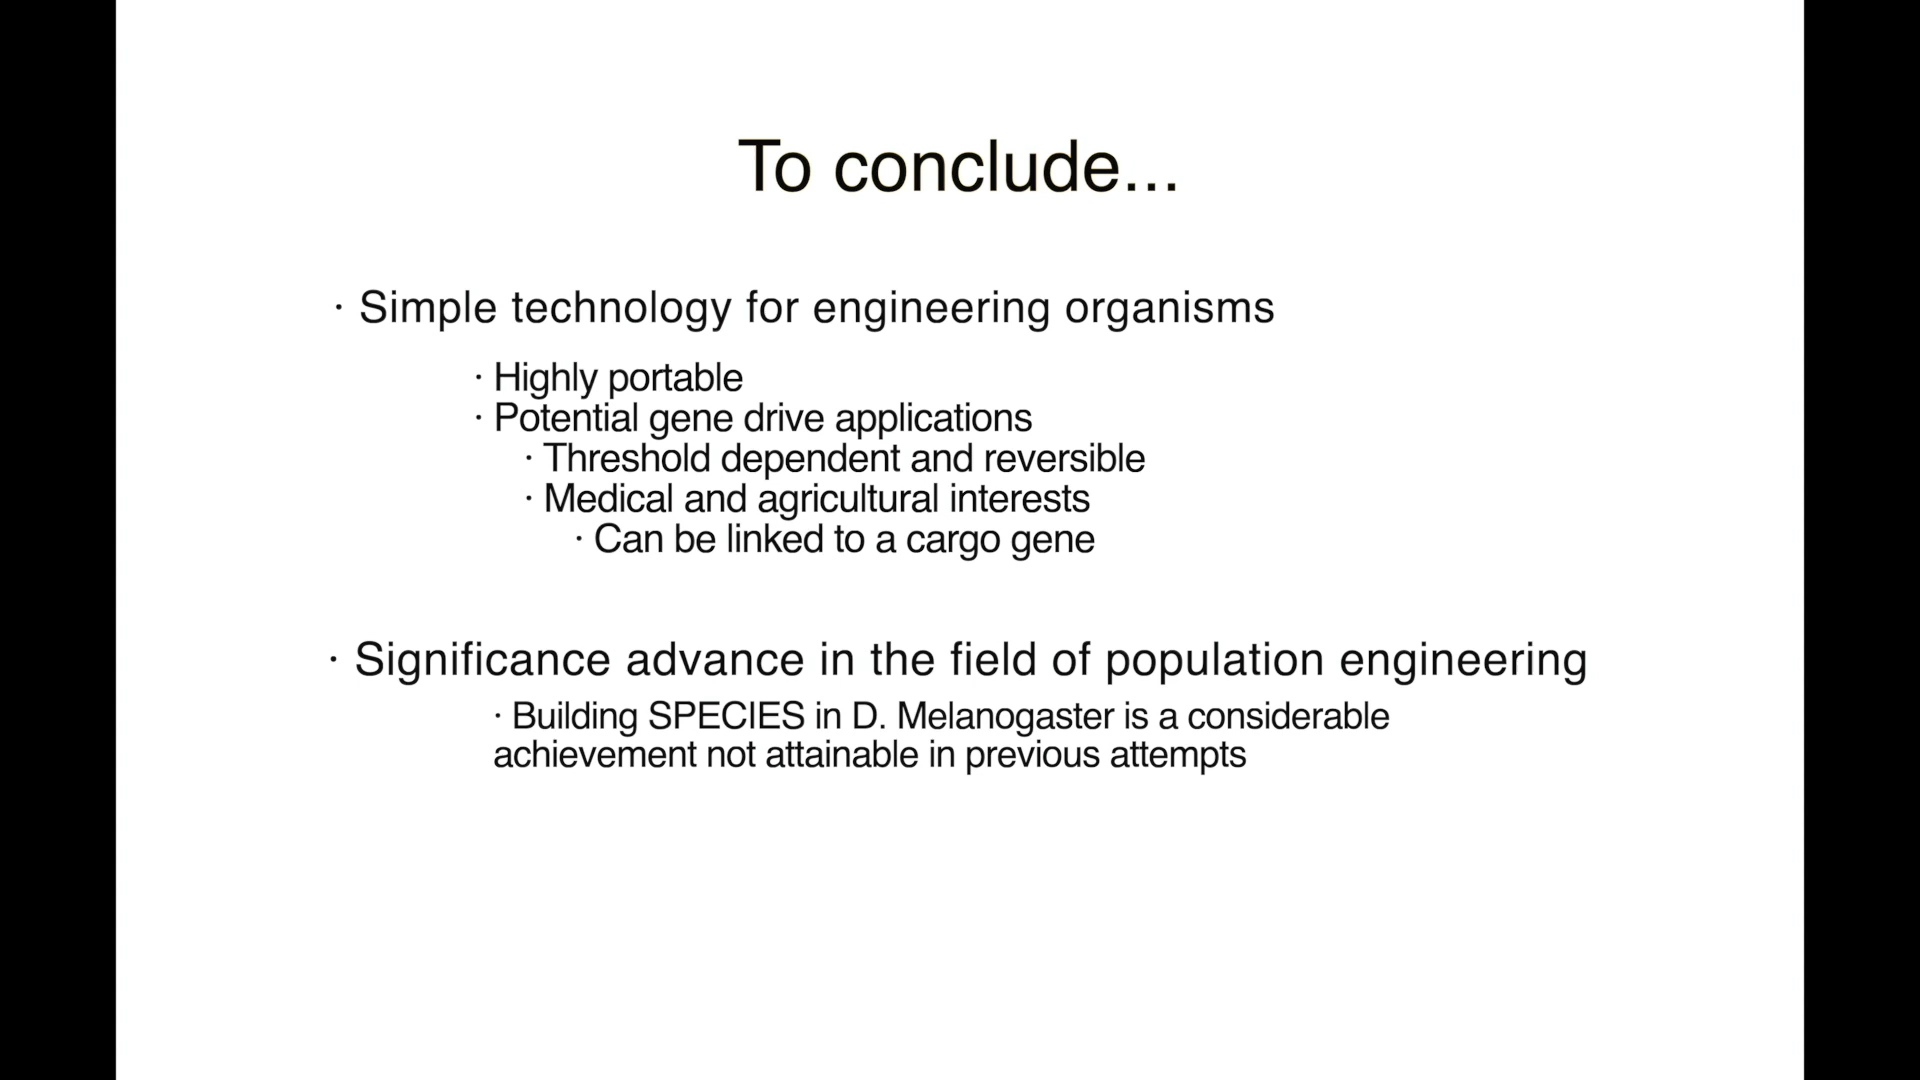 To conclude...
· Simple technology for engineering organisms
· Highly portable
· Potential gene drive applications
· Threshold dependent and reversible
· Medical and agricultural interests
· Can be linked to a cargo gene
· Significance advance in the field of population engineering
· Building SPECIES in D. Melanogaster is a considerable
achievement not attainable in previous attempts